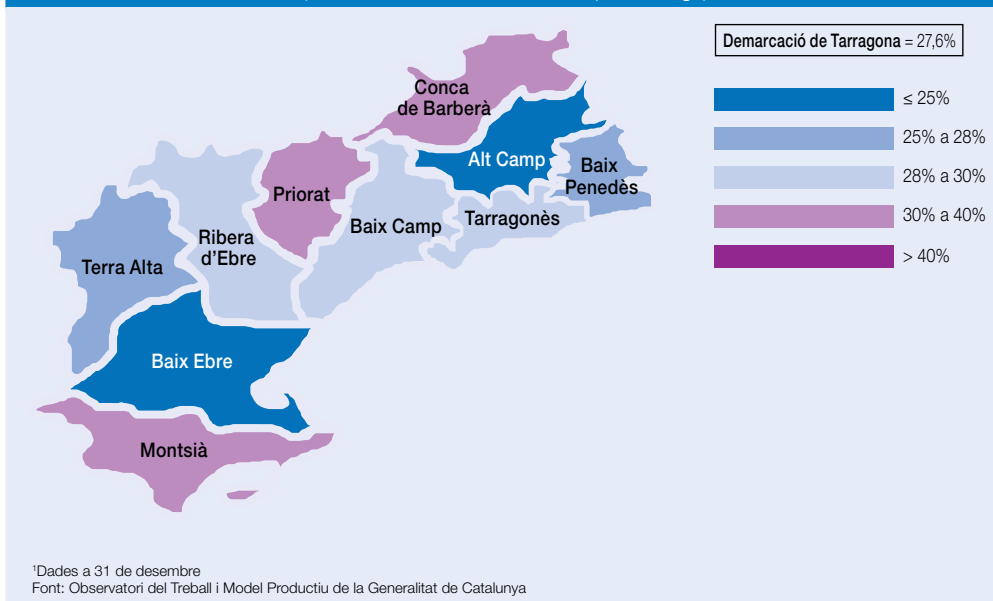 Demarcació de Tarragona = 27,6%
≤ 25%
25% a 28%
28% a 30%
30% a 40%
> 40%
Conca
de Barberà
Alt Camp
Baix
Penedès
Priorat
Baix Camp
Tarragonès
Ribera
d'Ebre
Terra Alta
Baix Ebre
Montsià
¹Dades a 31 de desembre
Font: Observatori del Treball i Model Productiu de la Generalitat de Catalunya